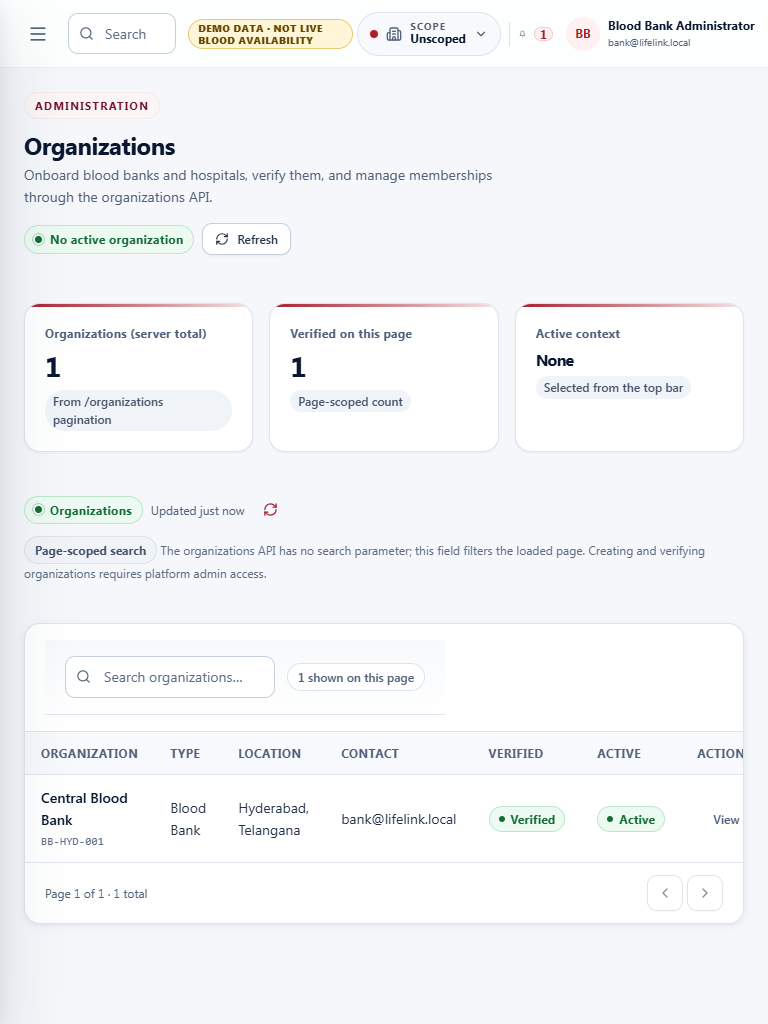 Search
DEMO DATA · NOT LIVE
BLOOD AVAILABILITY
SCOPE
Unscoped
1
BB
Blood Bank Administrator
bank@lifelink.local
ADMINISTRATION
Organizations
Onboard blood banks and hospitals, verify them, and manage memberships
through the organizations API.
No active organization
Refresh
Organizations (server total)
1
From /organizations
pagination
Verified on this page
1
Page-scoped count
Active context
None
Selected from the top bar
Organizations
Updated just now
Page-scoped search The organizations API has no search parameter; this field filters the loaded page. Creating and verifying
organizations requires platform admin access.
Search organizations...
1 shown on this page
ORGANIZATION TYPE LOCATION CONTACT VERIFIED ACTIVE ACTION
Central Blood
Bank
BB-HYD-001
Blood
Bank
Hyderabad,
Telangana
bank@lifelink.local
Verified
Active
View
Page 1 of 1 · 1 total